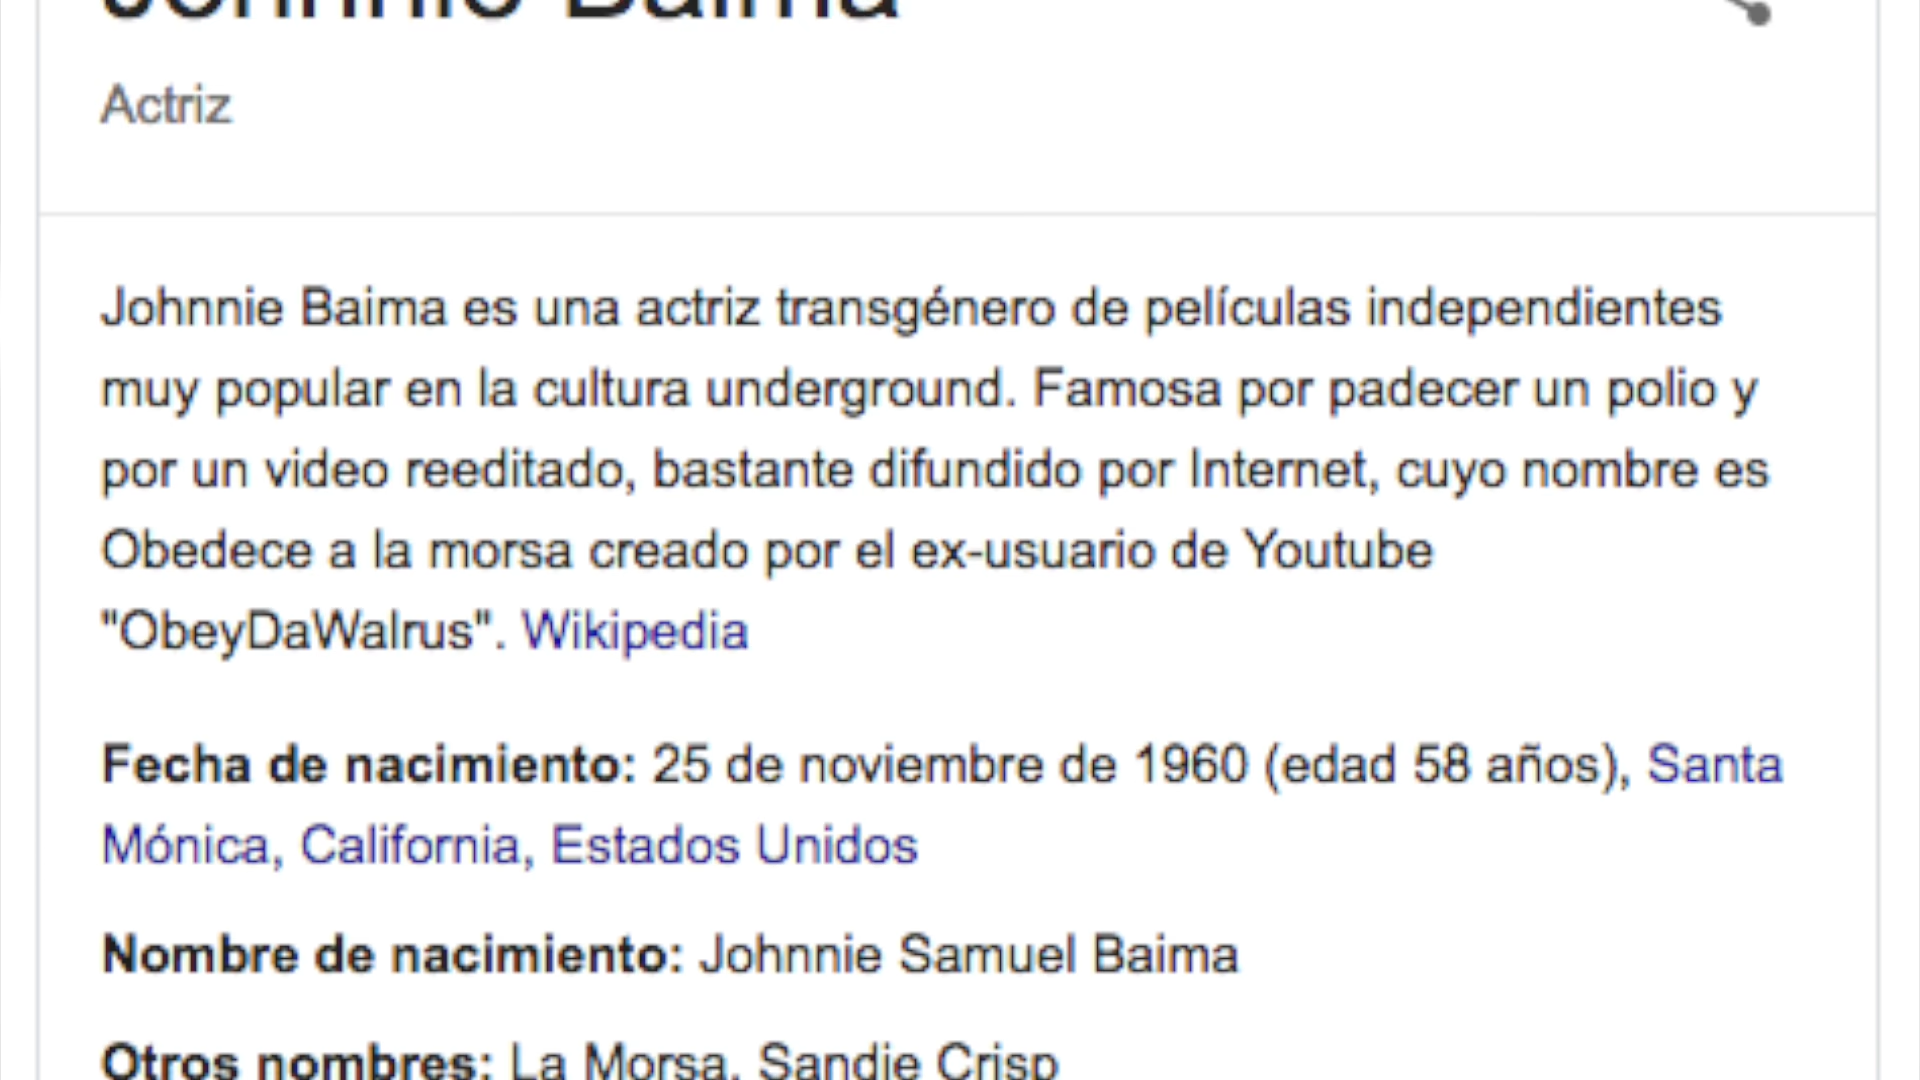 Johnnie Baima
Actriz
Johnnie Baima es una actriz transgénero de películas independientes
muy popular en la cultura underground. Famosa por padecer un polio y
por un video reeditado, bastante difundido por Internet, cuyo nombre es
Obedece a la morsa creado por el ex-usuario de Youtube
"ObeyDaWalrus". Wikipedia
Fecha de nacimiento: 25 de noviembre de 1960 (edad 58 años), Santa
Mónica, California, Estados Unidos
Nombre de nacimiento: Johnnie Samuel Baima
Otros nombres: La Morsa, Sandie Crisp